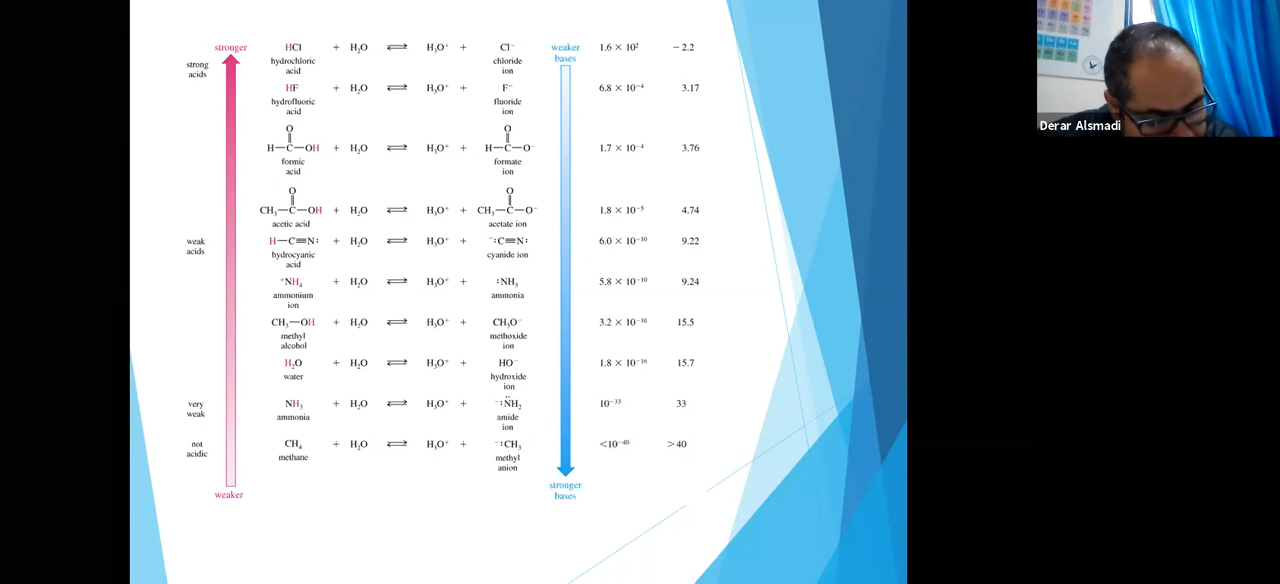 stronger HCl + H₂O ⇌ H₃O⁺ + Cl⁻ weaker 1.6 × 10² − 2.2
strong acids hydrochloric acid chloride ion bases
HF + H₂O ⇌ H₃O⁺ + F⁻ 6.8 × 10⁻⁴ 3.17
hydrofluoric acid fluoride ion
O O
H—C—OH + H₂O ⇌ H₃O⁺ + H—C—O⁻ 1.7 × 10⁻⁴ 3.76
formic acid formate ion
O O
CH₃—C—OH + H₂O ⇌ H₃O⁺ + CH₃—C—O⁻ 1.8 × 10⁻⁵ 4.74
acetic acid acetate ion
weak acids H—C≡N: + H₂O ⇌ H₃O⁺ + ⁻:C≡N: 6.0 × 10⁻¹⁰ 9.22
hydrocyanic acid cyanide ion
⁺NH₄ + H₂O ⇌ H₃O⁺ + :NH₃ 5.8 × 10⁻¹⁰ 9.24
ammonium ion ammonia
CH₃—OH + H₂O ⇌ H₃O⁺ + CH₃O⁻ 3.2 × 10⁻¹⁶ 15.5
methyl alcohol methoxide ion
H₂O + H₂O ⇌ H₃O⁺ + HO⁻ 1.8 × 10⁻¹⁶ 15.7
water hydroxide ion
very weak NH₃ + H₂O ⇌ H₃O⁺ + ⁻:N̈H₂ 10⁻³³ 33
ammonia amide ion
not acidic CH₄ + H₂O ⇌ H₃O⁺ + ⁻:CH₃ <10⁻⁴⁰ >40
methane methyl anion
weaker stronger bases
Derar Alsmadi